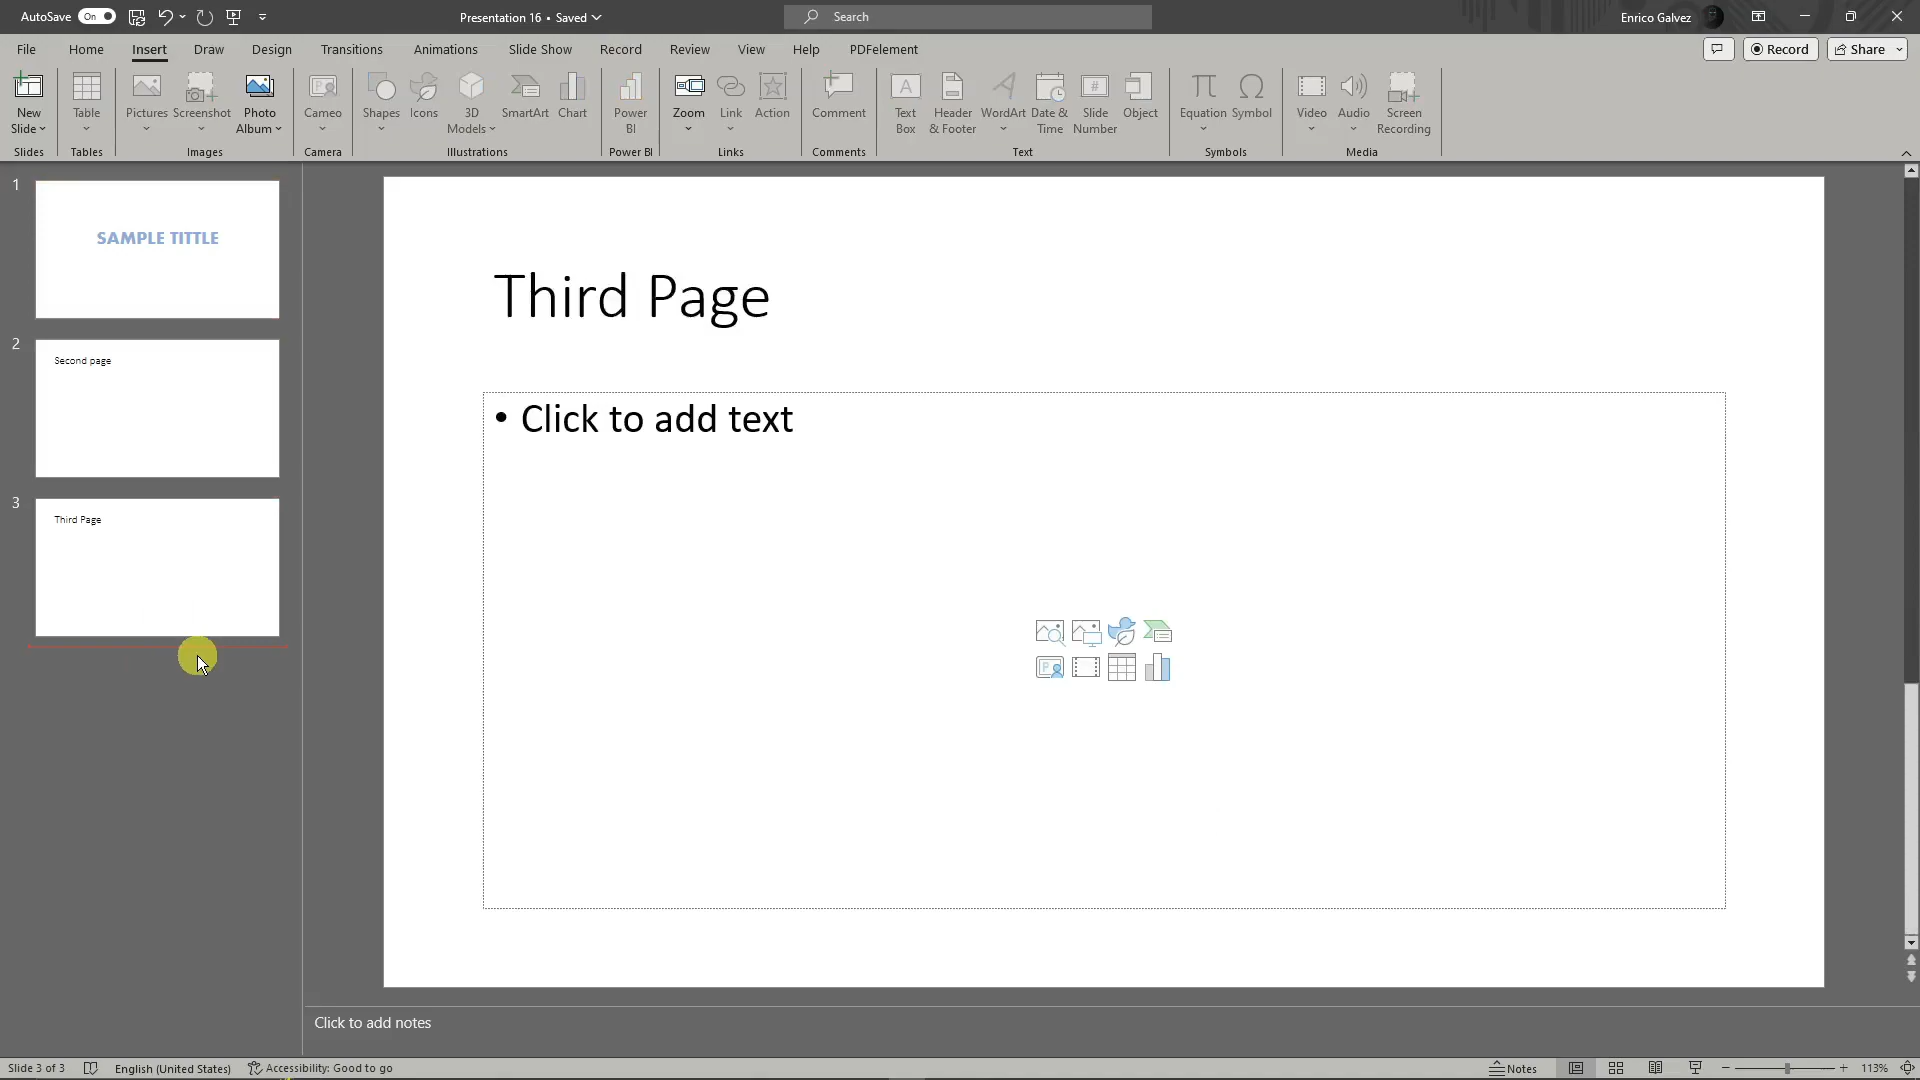 AutoSave On Presentation 16 • Saved Search Enrico Galvez
File Home Insert Draw Design Transitions Animations Slide Show Record Review View Help PDFelement Record Share
New Slide Table Pictures Screenshot Photo Album Cameo Shapes Icons 3D Models SmartArt Chart Power BI Zoom Link Action Comment Text Box Header & Footer WordArt Date & Time Slide Number Object Equation Symbol Video Audio Screen Recording
Slides Tables Images Camera Illustrations Power BI Links Comments Text Symbols Media
1
SAMPLE TITTLE
2
Second page
3
Third Page
Third Page
• Click to add text
Click to add notes
Slide 3 of 3 English (United States) Accessibility: Good to go Notes 113%